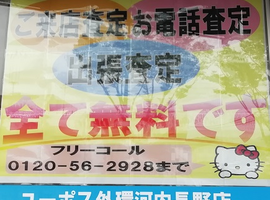 ご来店査定お電話査定
出張査定
全て無料です
フリーコール
0120-56-2928まで
ユーポス外環河内長野店